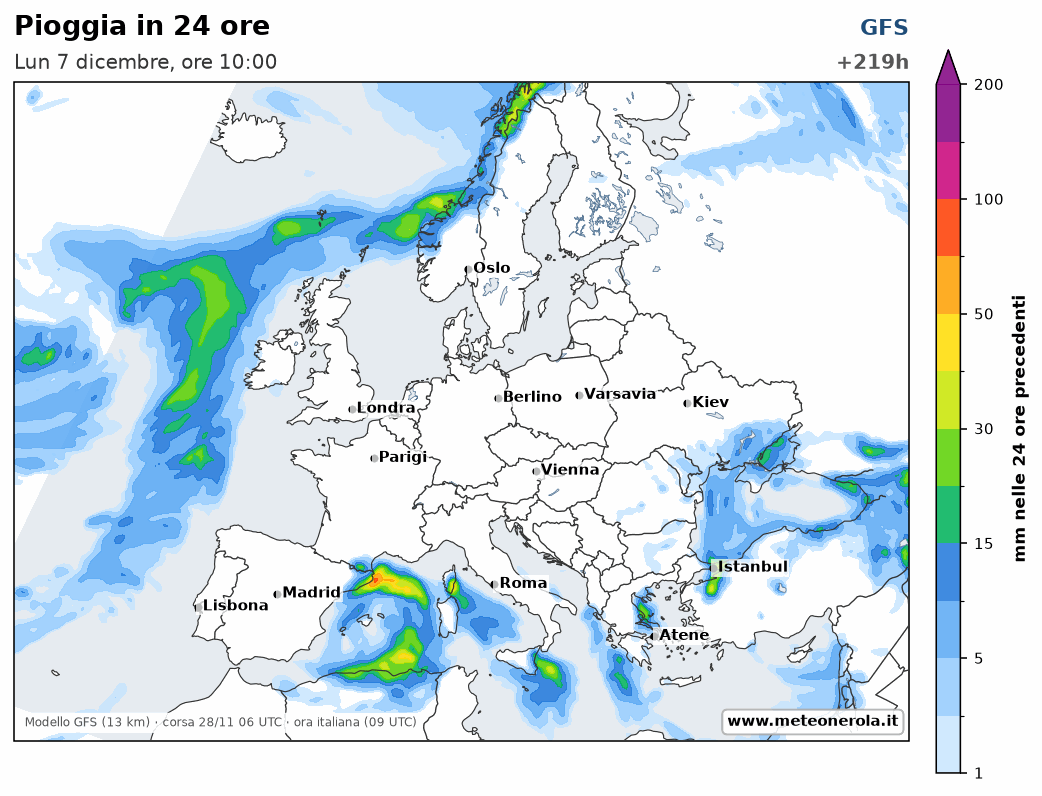 Pioggia in 24 ore
GFS
Lun 7 dicembre, ore 10:00
+219h
200
100
50
30
15
5
1
mm nelle 24 ore precedenti
Oslo
Berlino
Varsavia
Kiev
Londra
Parigi
Vienna
Istanbul
Roma
Madrid
Lisbona
Atene
Modello GFS (13 km) · corsa 28/11 06 UTC · ora italiana (09 UTC)
www.meteonerola.it